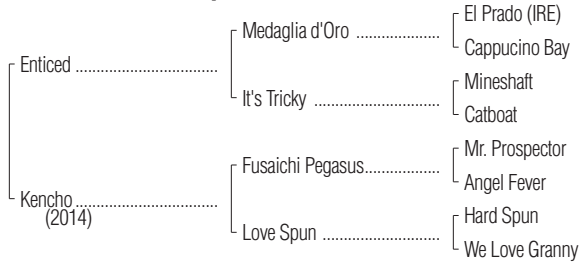 El Prado (IRE)
Medaglia d'Oro ....................
Cappucino Bay
Enticed ..................................
Mineshaft
It's Tricky ..............................
Catboat
Mr. Prospector
Fusaichi Pegasus..................
Angel Fever
Kencho..................................
(2014)
Hard Spun
Love Spun ............................
We Love Granny